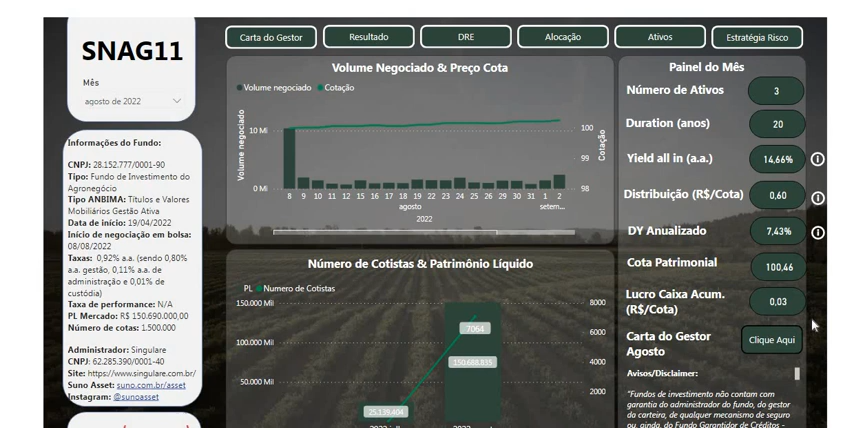 SNAG11
Mês
agosto de 2022
Informações do Fundo:
CNPJ: 28.152.777/0001-90
Tipo: Fundo de Investimento do
Agronegócio
Tipo ANBIMA: Títulos e Valores
Mobiliários Gestão Ativa
Data de início: 19/04/2022
Início de negociação em bolsa:
08/08/2022
Taxas: 0,92% a.a. (sendo 0,80%
a.a. gestão, 0,11% a.a. de
administração e 0,01% de
custódia)
Taxa de performance: N/A
PL Mercado: R$ 150.690.000,00
Número de cotas: 1.500.000
Administrador: Singulare
CNPJ: 62.285.390/0001-40
Site: https://www.singulare.com.br/
Suno Asset: suno.com.br/asset
Instagram: @sunoasset
Carta do Gestor
Resultado
DRE
Alocação
Ativos
Estratégia Risco
Volume Negociado & Preço Cota
Volume negociado Cotação
Volume negociado
10 Mi
0 Mi
100
99
98
Cotação
8 9 10 11 12 15 16 17 18 19 22 23 24 25 26 29 30 31 1 2
agosto setem...
2022
Número de Cotistas & Patrimônio Líquido
PL Numero de Cotistas
150.000 Mil
100.000 Mil
50.000 Mil
8000
6000
4000
2000
7064
150.688.835
25.139.404
Painel do Mês
Número de Ativos
3
Duration (anos)
20
Yield all in (a.a.)
14,66%
Distribuição (R$/Cota)
0,60
DY Anualizado
7,43%
Cota Patrimonial
100,46
Lucro Caixa Acum.
(R$/Cota)
0,03
Carta do Gestor
Agosto
Clique Aqui
Avisos/Disclaimer:
"Fundos de investimento não contam com
garantia do administrador do fundo, do gestor
da carteira, de qualquer mecanismo de seguro
ou, ainda, do Fundo Garantidor de Créditos -